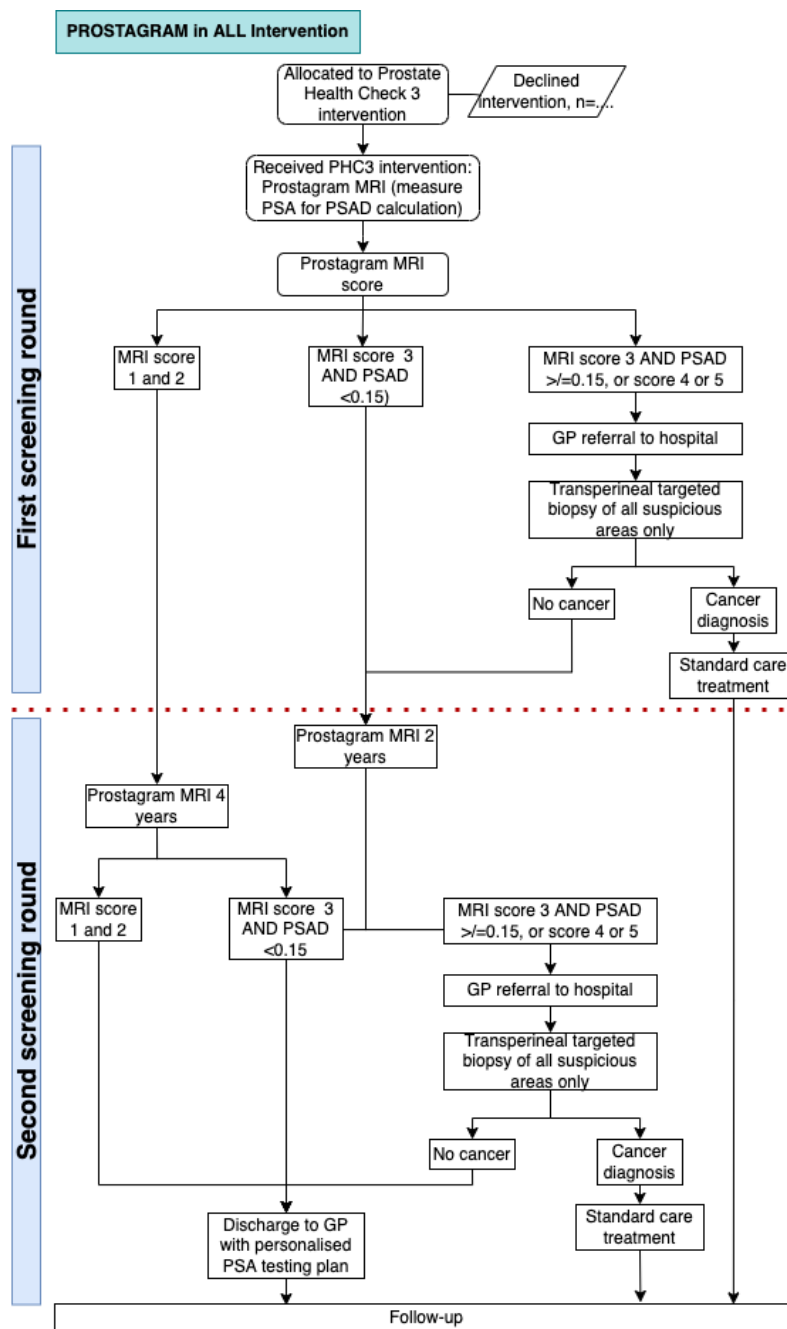 PROSTAGRAM in ALL Intervention
Allocated to Prostate
Health Check 3
intervention
Declined
intervention, n=....
First screening round
Received PHC3 intervention:
Prostagram MRI (measure
PSA for PSAD calculation)
Prostagram MRI
score
MRI score
1 and 2
MRI score 3
AND PSAD
<0.15)
MRI score 3 AND PSAD
>/=0.15, or score 4 or 5
GP referral to hospital
Transperineal targeted
biopsy of all suspicious
areas only
No cancer
Cancer
diagnosis
Standard care
treatment
Second screening round
Prostagram MRI 2
years
Prostagram MRI 4
years
MRI score
1 and 2
MRI score 3
AND PSAD
<0.15
MRI score 3 AND PSAD
>/=0.15, or score 4 or 5
GP referral to hospital
Transperineal targeted
biopsy of all suspicious
areas only
No cancer
Cancer
diagnosis
Standard care
treatment
Discharge to GP
with personalised
PSA testing plan
Follow-up